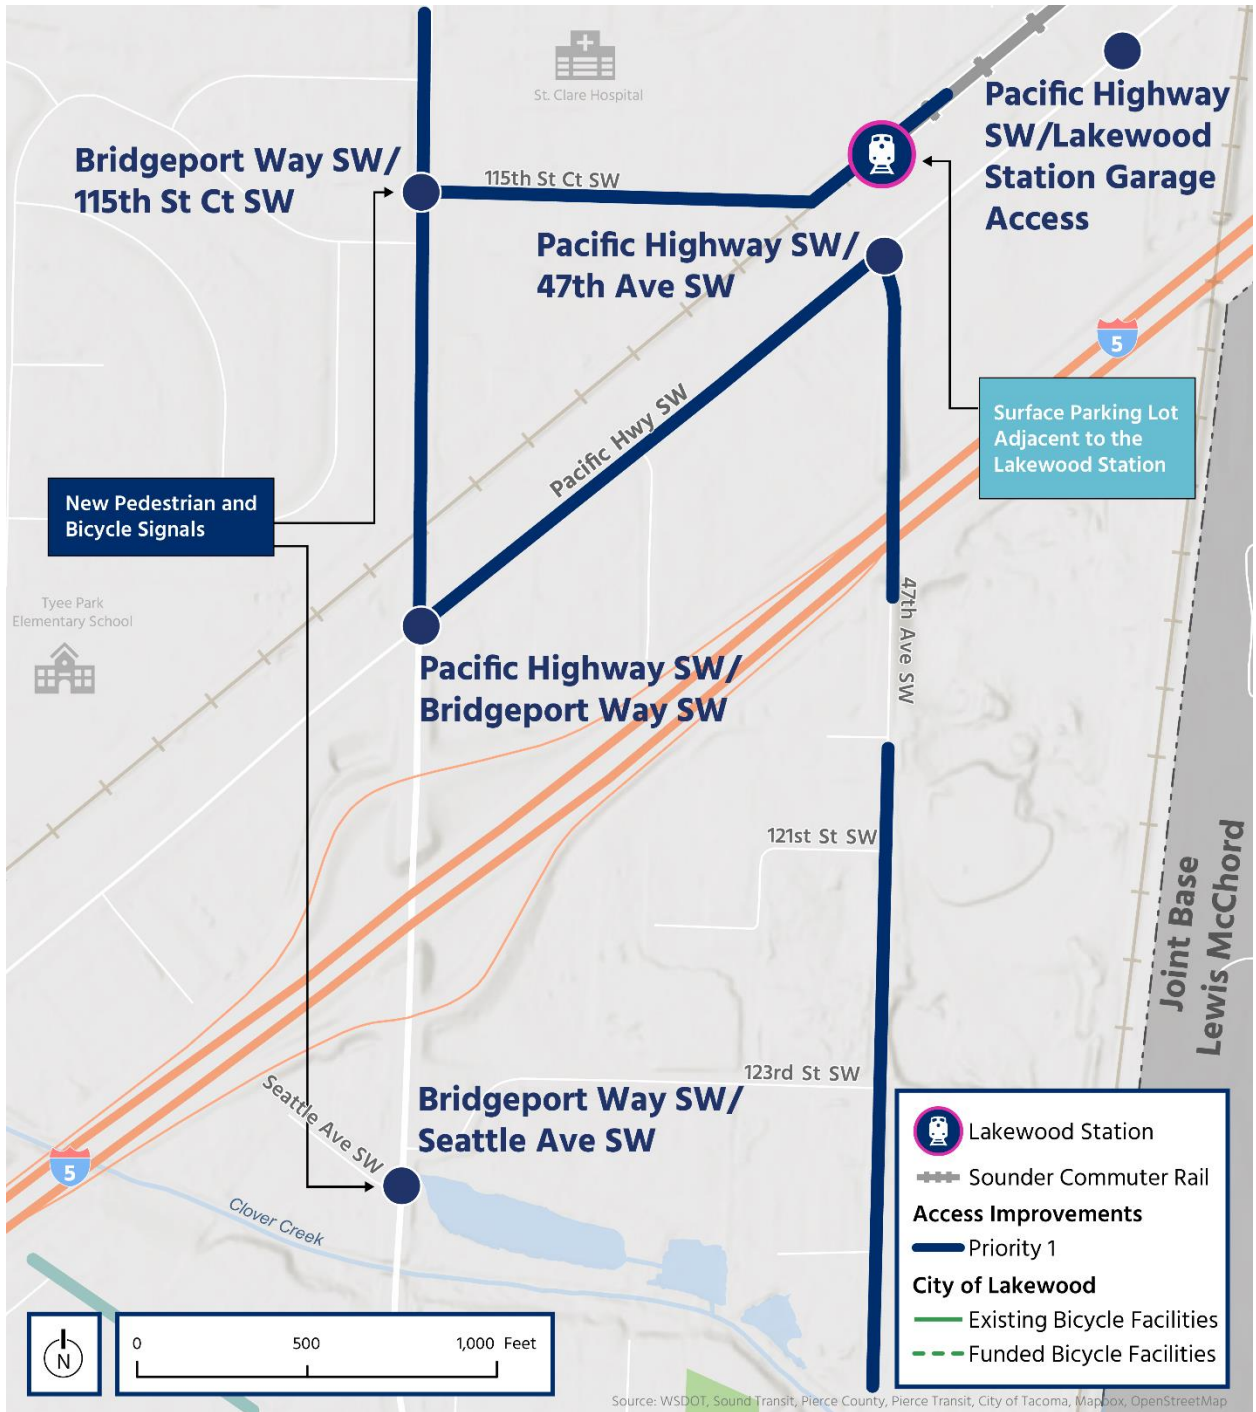 St. Clare Hospital
Pacific Highway
SW/Lakewood
Station Garage
Access
Bridgeport Way SW/
115th St Ct SW
115th St Ct SW
Pacific Highway SW/
47th Ave SW
5
Surface Parking Lot
Adjacent to the
Lakewood Station
Pacific Hwy SW
New Pedestrian and
Bicycle Signals
Tyee Park
Elementary School
47th Ave SW
Pacific Highway SW/
Bridgeport Way SW
121st St SW
Joint Base
Lewis McChord
123rd St SW
Seattle Ave SW
Bridgeport Way SW/
Seattle Ave SW
5
Clover Creek
Lakewood Station
Sounder Commuter Rail
Access Improvements
Priority 1
City of Lakewood
Existing Bicycle Facilities
Funded Bicycle Facilities
N
0 500 1,000 Feet
Source: WSDOT, Sound Transit, Pierce County, Pierce Transit, City of Tacoma, Mapbox, OpenStreetMap